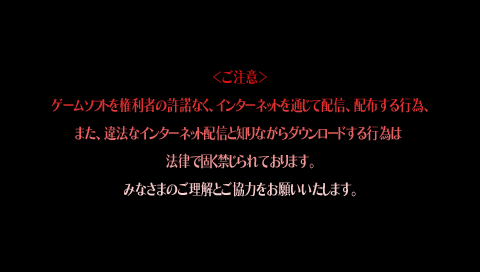 <ご注意>
ゲームソフトを権利者の許諾なく、インターネットを通じて配信、配布する行為、
また、違法なインターネット配信と知りながらダウンロードする行為は
法律で固く禁じられております。
みなさまのご理解とご協力をお願いいたします。